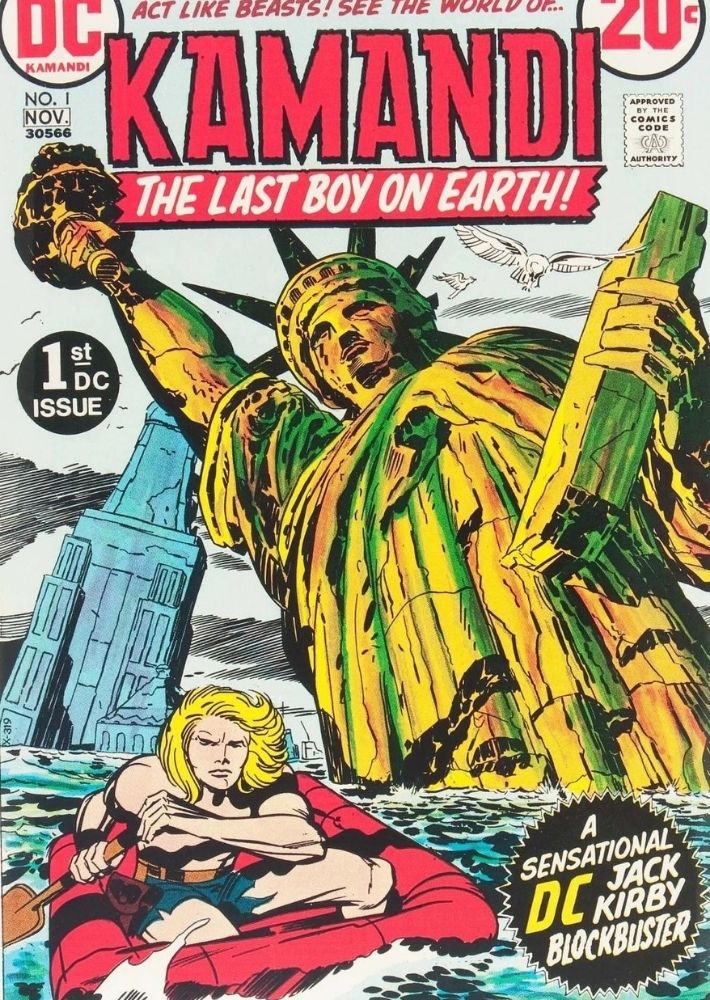 ACT LIKE BEASTS! SEE THE WORLD OF...
DC
KAMANDI
20¢
KAMANDI
NO. 1
NOV.
30566
APPROVED
BY THE
COMICS
CODE
CA
AUTHORITY
THE LAST BOY ON EARTH!
1st
DC
ISSUE
X-319
A
SENSATIONAL
DC JACK
KIRBY
BLOCKBUSTER